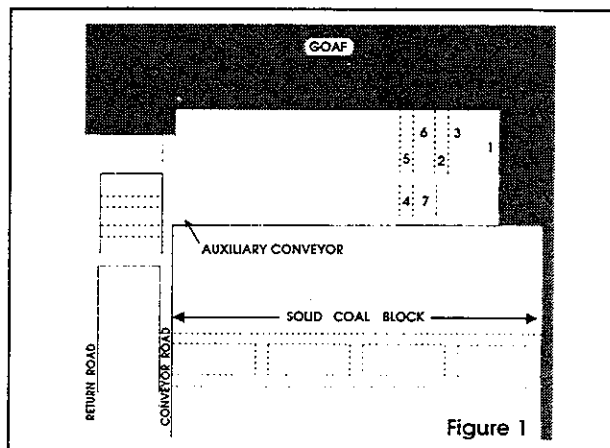 GOAF
6 3
1
5 2
4 7
AUXILIARY CONVEYOR
SOLID COAL BLOCK
RETURN ROAD
CONVEYOR ROAD
Figure 1